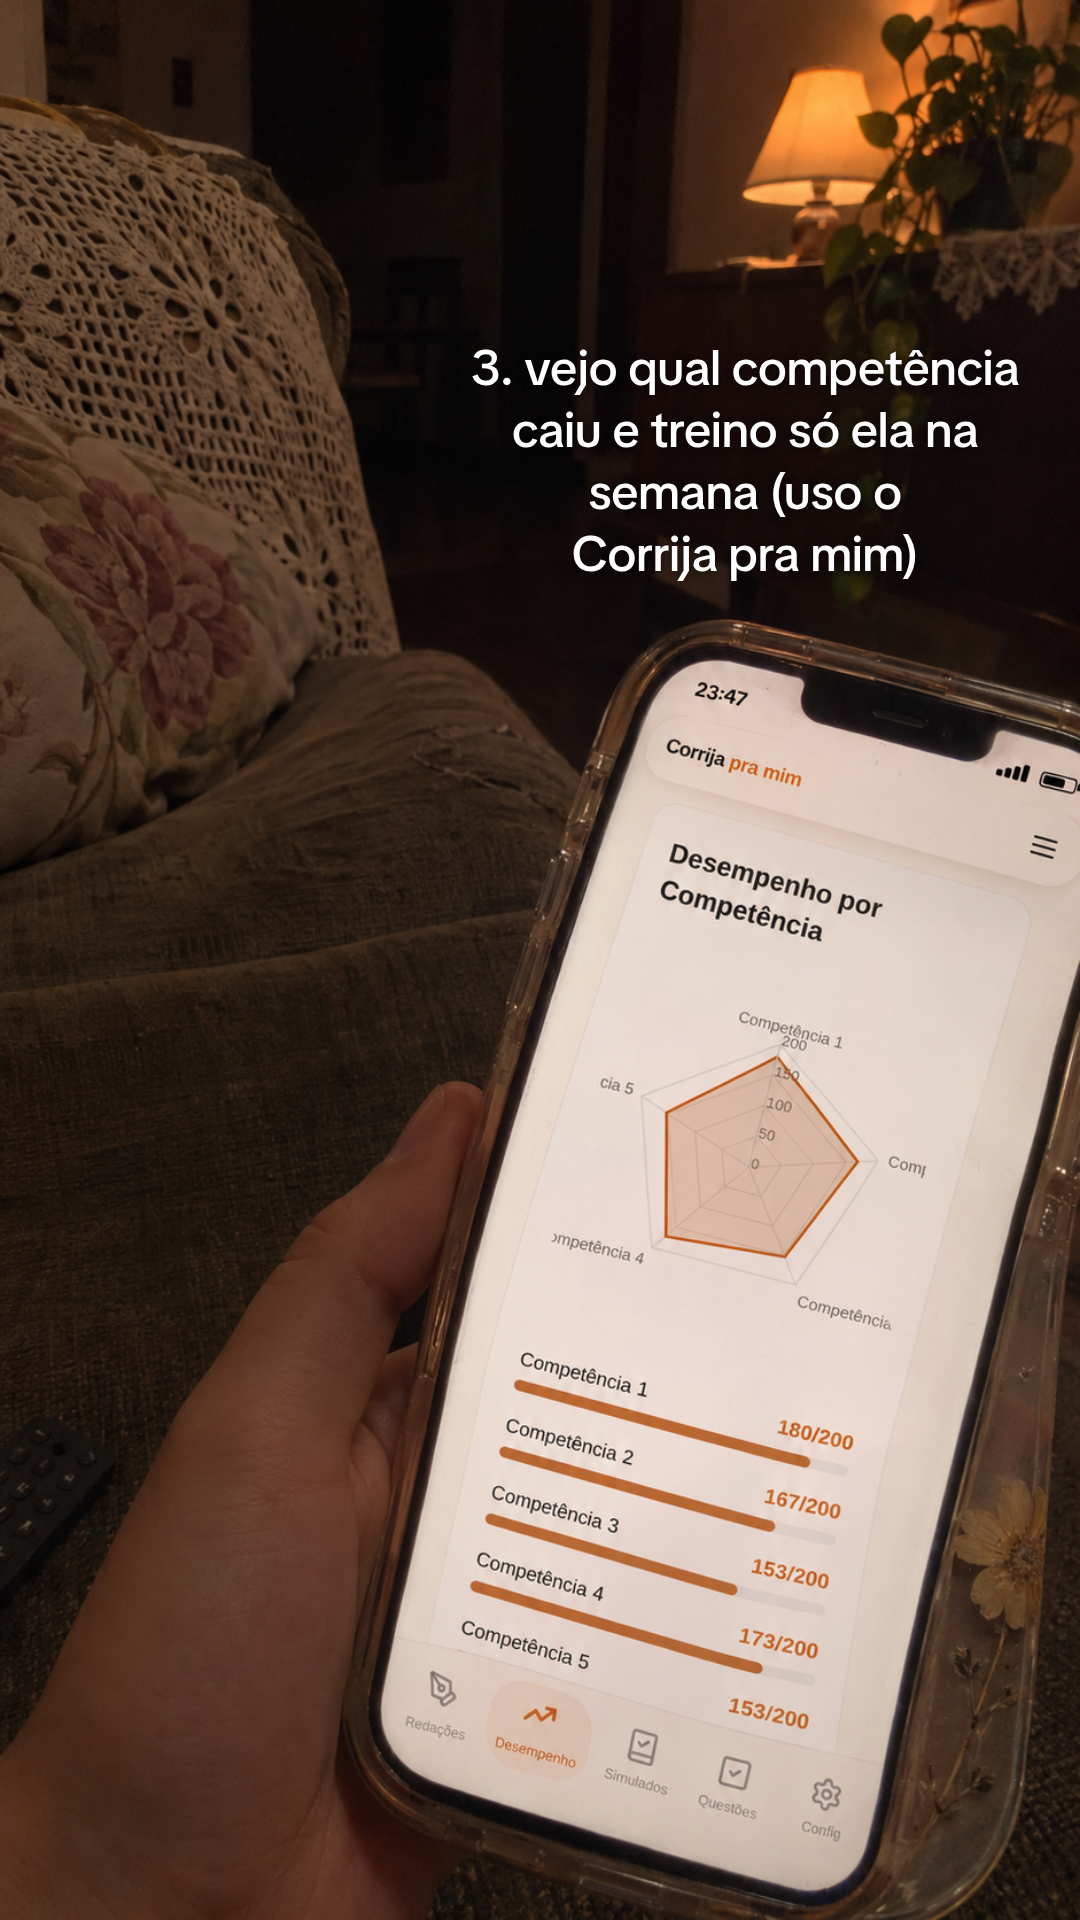 3. vejo qual competência
caiu e treino só ela na
semana (uso o
Corrija pra mim)
23:47
Corrija pra mim
Desempenho por
Competência
Competência 1
200
150
100
50
0
cia 5
Comp
ompetência 4
Competência
Competência 1
180/200
Competência 2
167/200
Competência 3
153/200
Competência 4
173/200
Competência 5
153/200
Redações
Desempenho
Simulados
Questões
Config